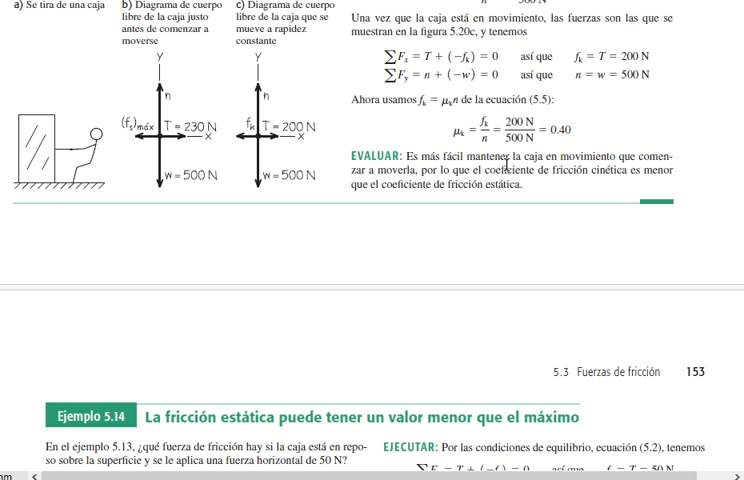 a) Se tira de una caja
b) Diagrama de cuerpo
libre de la caja justo
antes de comenzar a
moverse
c) Diagrama de cuerpo
libre de la caja que se
mueve a rapidez
constante
y
n
(fs)máx
T = 230 N
x
w = 500 N
y
n
fk
T = 200 N
x
w = 500 N
Una vez que la caja está en movimiento, las fuerzas son las que se
muestran en la figura 5.20c, y tenemos
∑Fx = T + (−fk) = 0 así que fk = T = 200 N
∑Fy = n + (−w) = 0 así que n = w = 500 N
Ahora usamos fk = μkn de la ecuación (5.5):
μk = fk/n = 200 N/500 N = 0.40
EVALUAR: Es más fácil mantener la caja en movimiento que comen-
zar a moverla, por lo que el coeficiente de fricción cinética es menor
que el coeficiente de fricción estática.
5.3 Fuerzas de fricción 153
Ejemplo 5.14 La fricción estática puede tener un valor menor que el máximo
En el ejemplo 5.13, ¿qué fuerza de fricción hay si la caja está en repo-
so sobre la superficie y se le aplica una fuerza horizontal de 50 N?
EJECUTAR: Por las condiciones de equilibrio, ecuación (5.2), tenemos